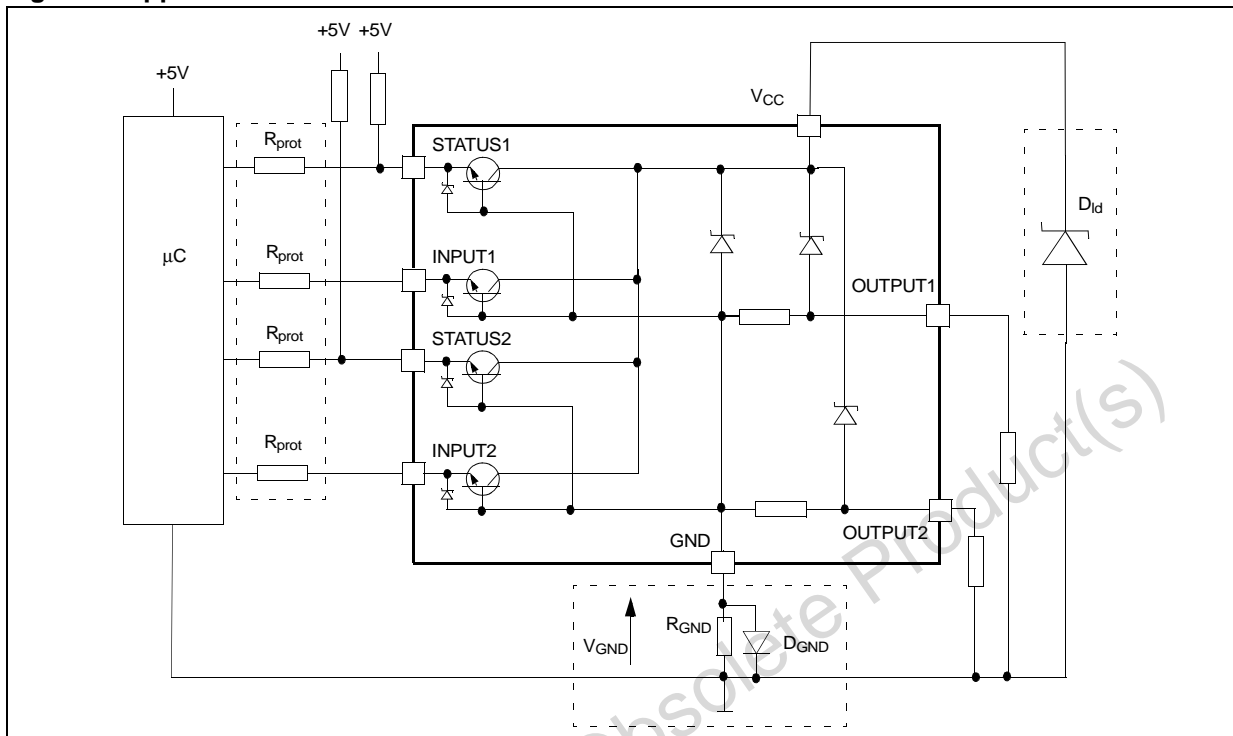 +5V +5V
+5V
VCC
Rprot
STATUS1
Dld
μC
Rprot
INPUT1
OUTPUT1
Rprot
STATUS2
Rprot
INPUT2
OUTPUT2
GND
RGND
DGND
VGND
Obsolete Product(s)